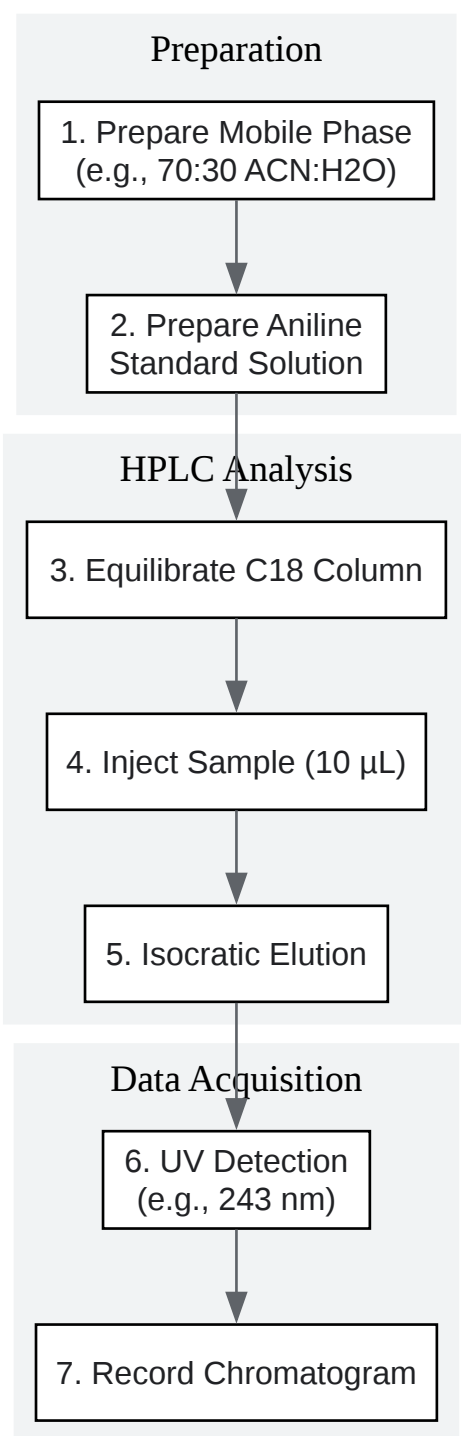 Preparation
1. Prepare Mobile Phase
(e.g., 70:30 ACN:H2O)
2. Prepare Aniline
Standard Solution
HPLC Analysis
3. Equilibrate C18 Column
4. Inject Sample (10 µL)
5. Isocratic Elution
Data Acquisition
6. UV Detection
(e.g., 243 nm)
7. Record Chromatogram